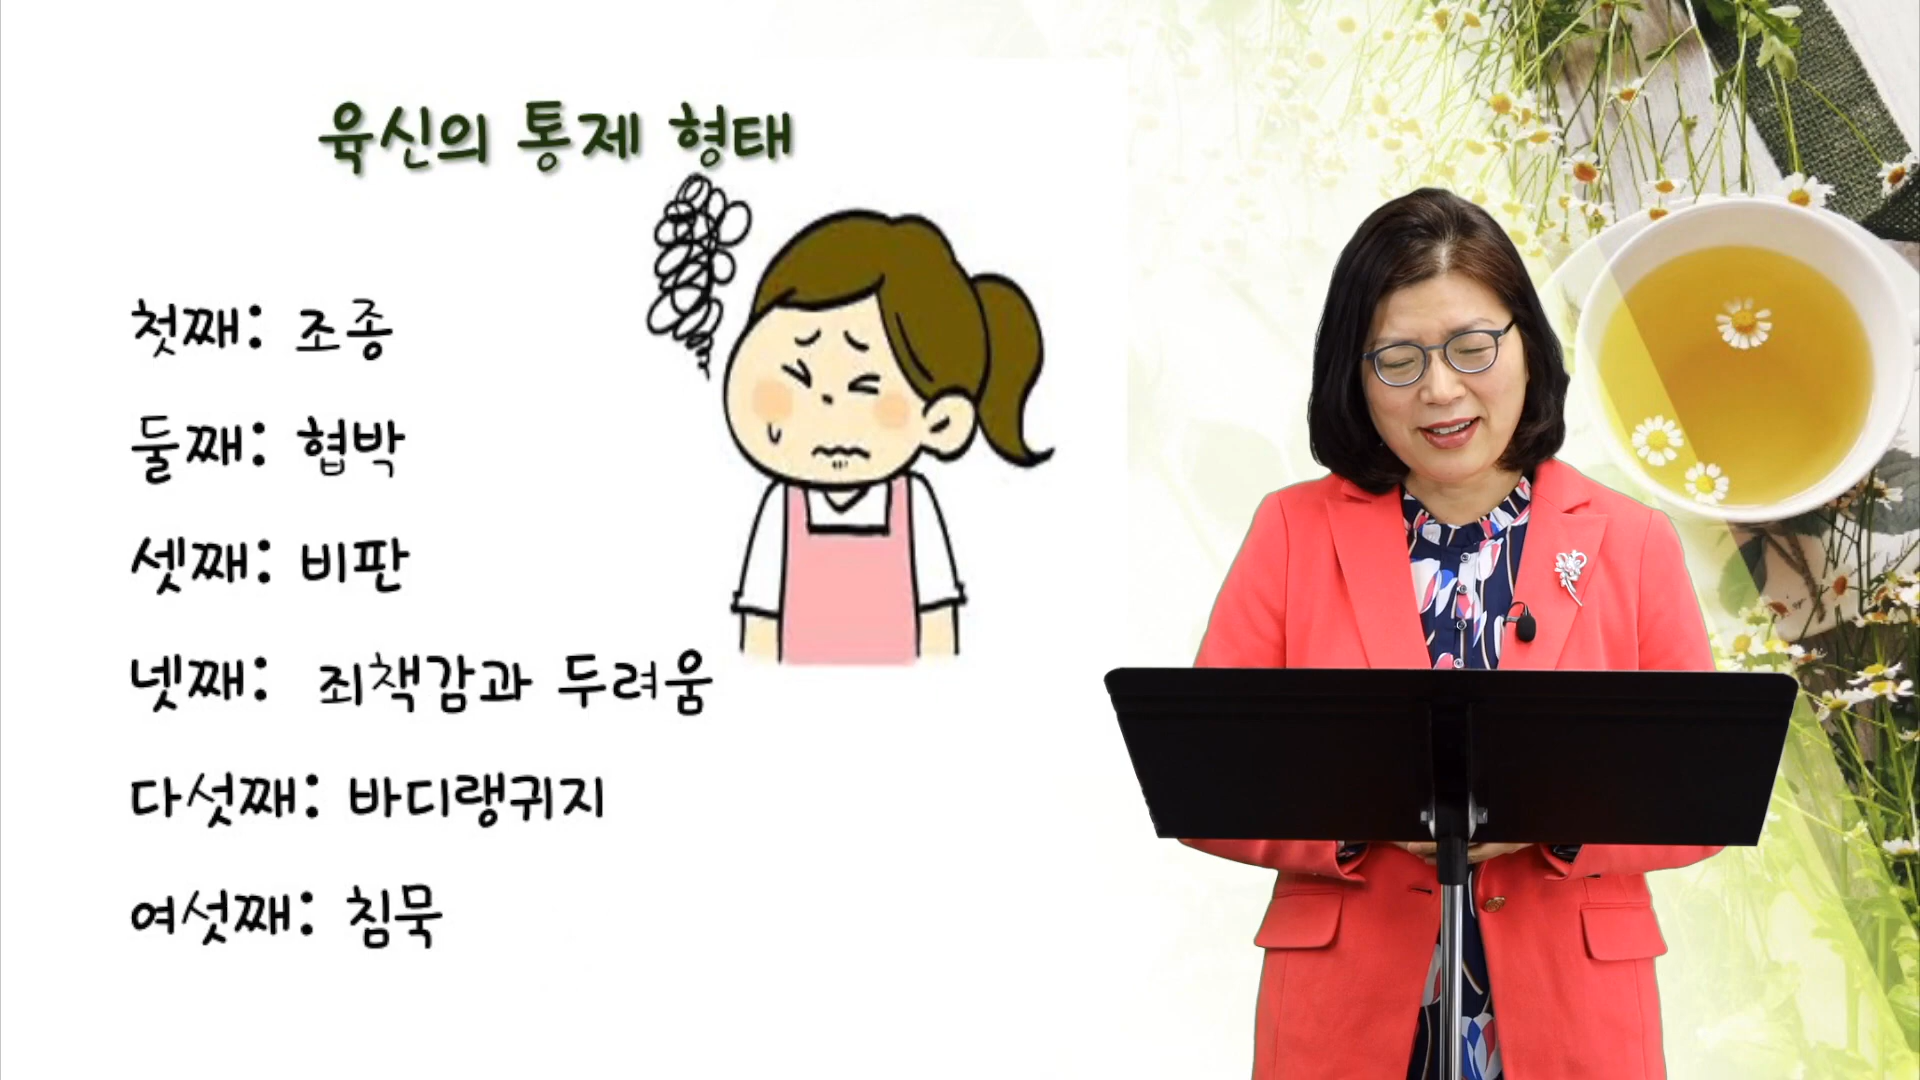 육신의 통제 형태
첫째: 조종
둘째: 협박
셋째: 비판
넷째: 죄책감과 두려움
다섯째: 바디랭귀지
여섯째: 침묵